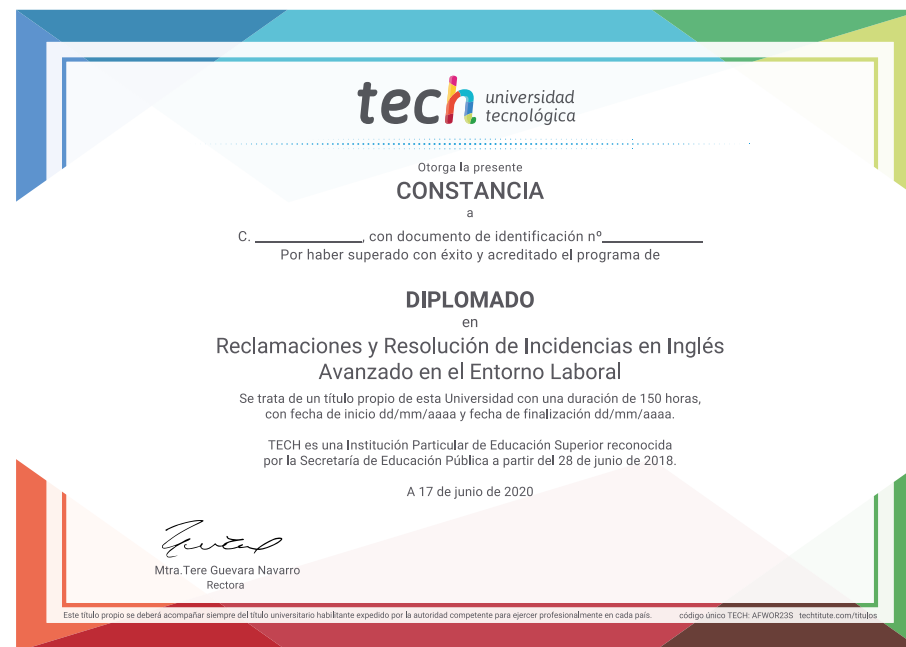 tech universidad
tecnológica
Otorga la presente
CONSTANCIA
a
C. ____________, con documento de identificación nº____________
Por haber superado con éxito y acreditado el programa de
DIPLOMADO
en
Reclamaciones y Resolución de Incidencias en Inglés
Avanzado en el Entorno Laboral
Se trata de un título propio de esta Universidad con una duración de 150 horas,
con fecha de inicio dd/mm/aaaa y fecha de finalización dd/mm/aaaa.
TECH es una Institución Particular de Educación Superior reconocida
por la Secretaría de Educación Pública a partir del 28 de junio de 2018.
A 17 de junio de 2020
Mtra.Tere Guevara Navarro
Rectora
Este título propio se deberá acompañar siempre del título universitario habilitante expedido por la autoridad competente para ejercer profesionalmente en cada país. código único TECH: AFWOR23S techtitute.com/títulos